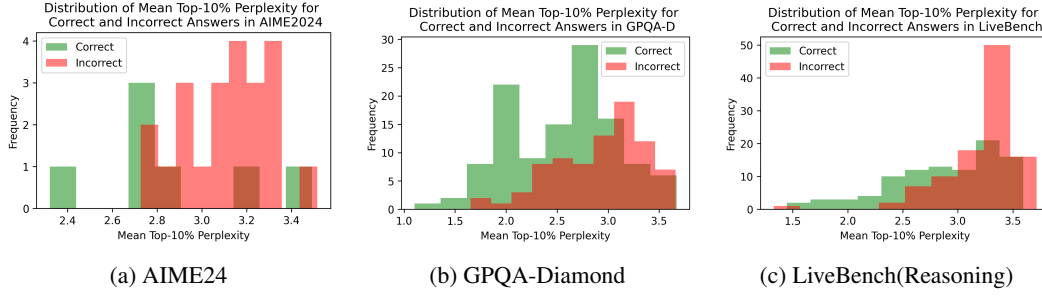 Distribution of Mean Top-10% Perplexity for
Correct and Incorrect Answers in AIME2024
4
3
2
1
0
Frequency
Correct
Incorrect
2.4
2.6
2.8
3.0
3.2
3.4
Mean Top-10% Perplexity
(a) AIME24
Distribution of Mean Top-10% Perplexity for
Correct and Incorrect Answers in GPQA-D
30
25
20
15
10
5
0
Frequency
Correct
Incorrect
1.0
1.5
2.0
2.5
3.0
3.5
Mean Top-10% Perplexity
(b) GPQA-Diamond
Distribution of Mean Top-10% Perplexity for
Correct and Incorrect Answers in LiveBench
50
40
30
20
10
0
Frequency
Correct
Incorrect
1.5
2.0
2.5
3.0
3.5
Mean Top-10% Perplexity
(c) LiveBench(Reasoning)